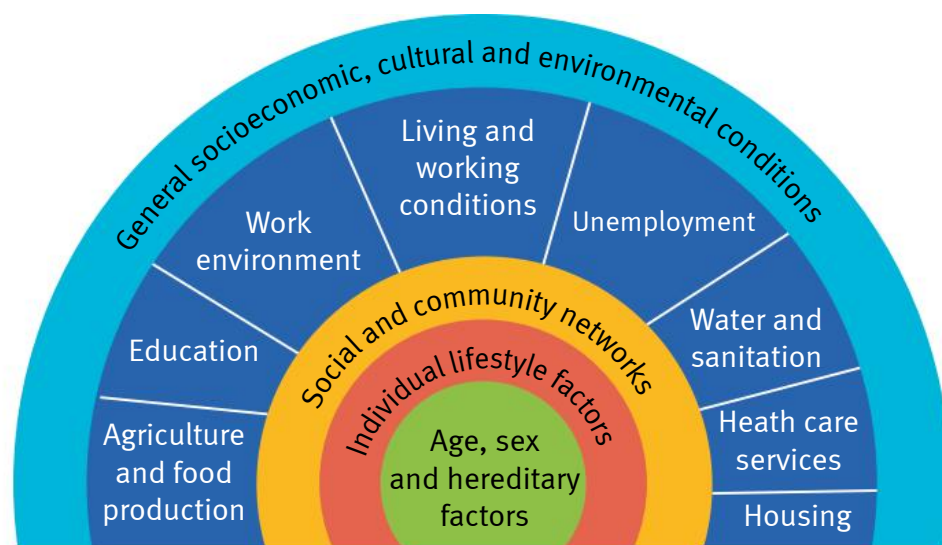 General socioeconomic, cultural and environmental conditions
Living and
working
conditions
Work
environment
Unemployment
Education
Water and
sanitation
Agriculture
and food
production
Heath care
services
Housing
Social and community networks
Individual lifestyle factors
Age, sex
and hereditary
factors